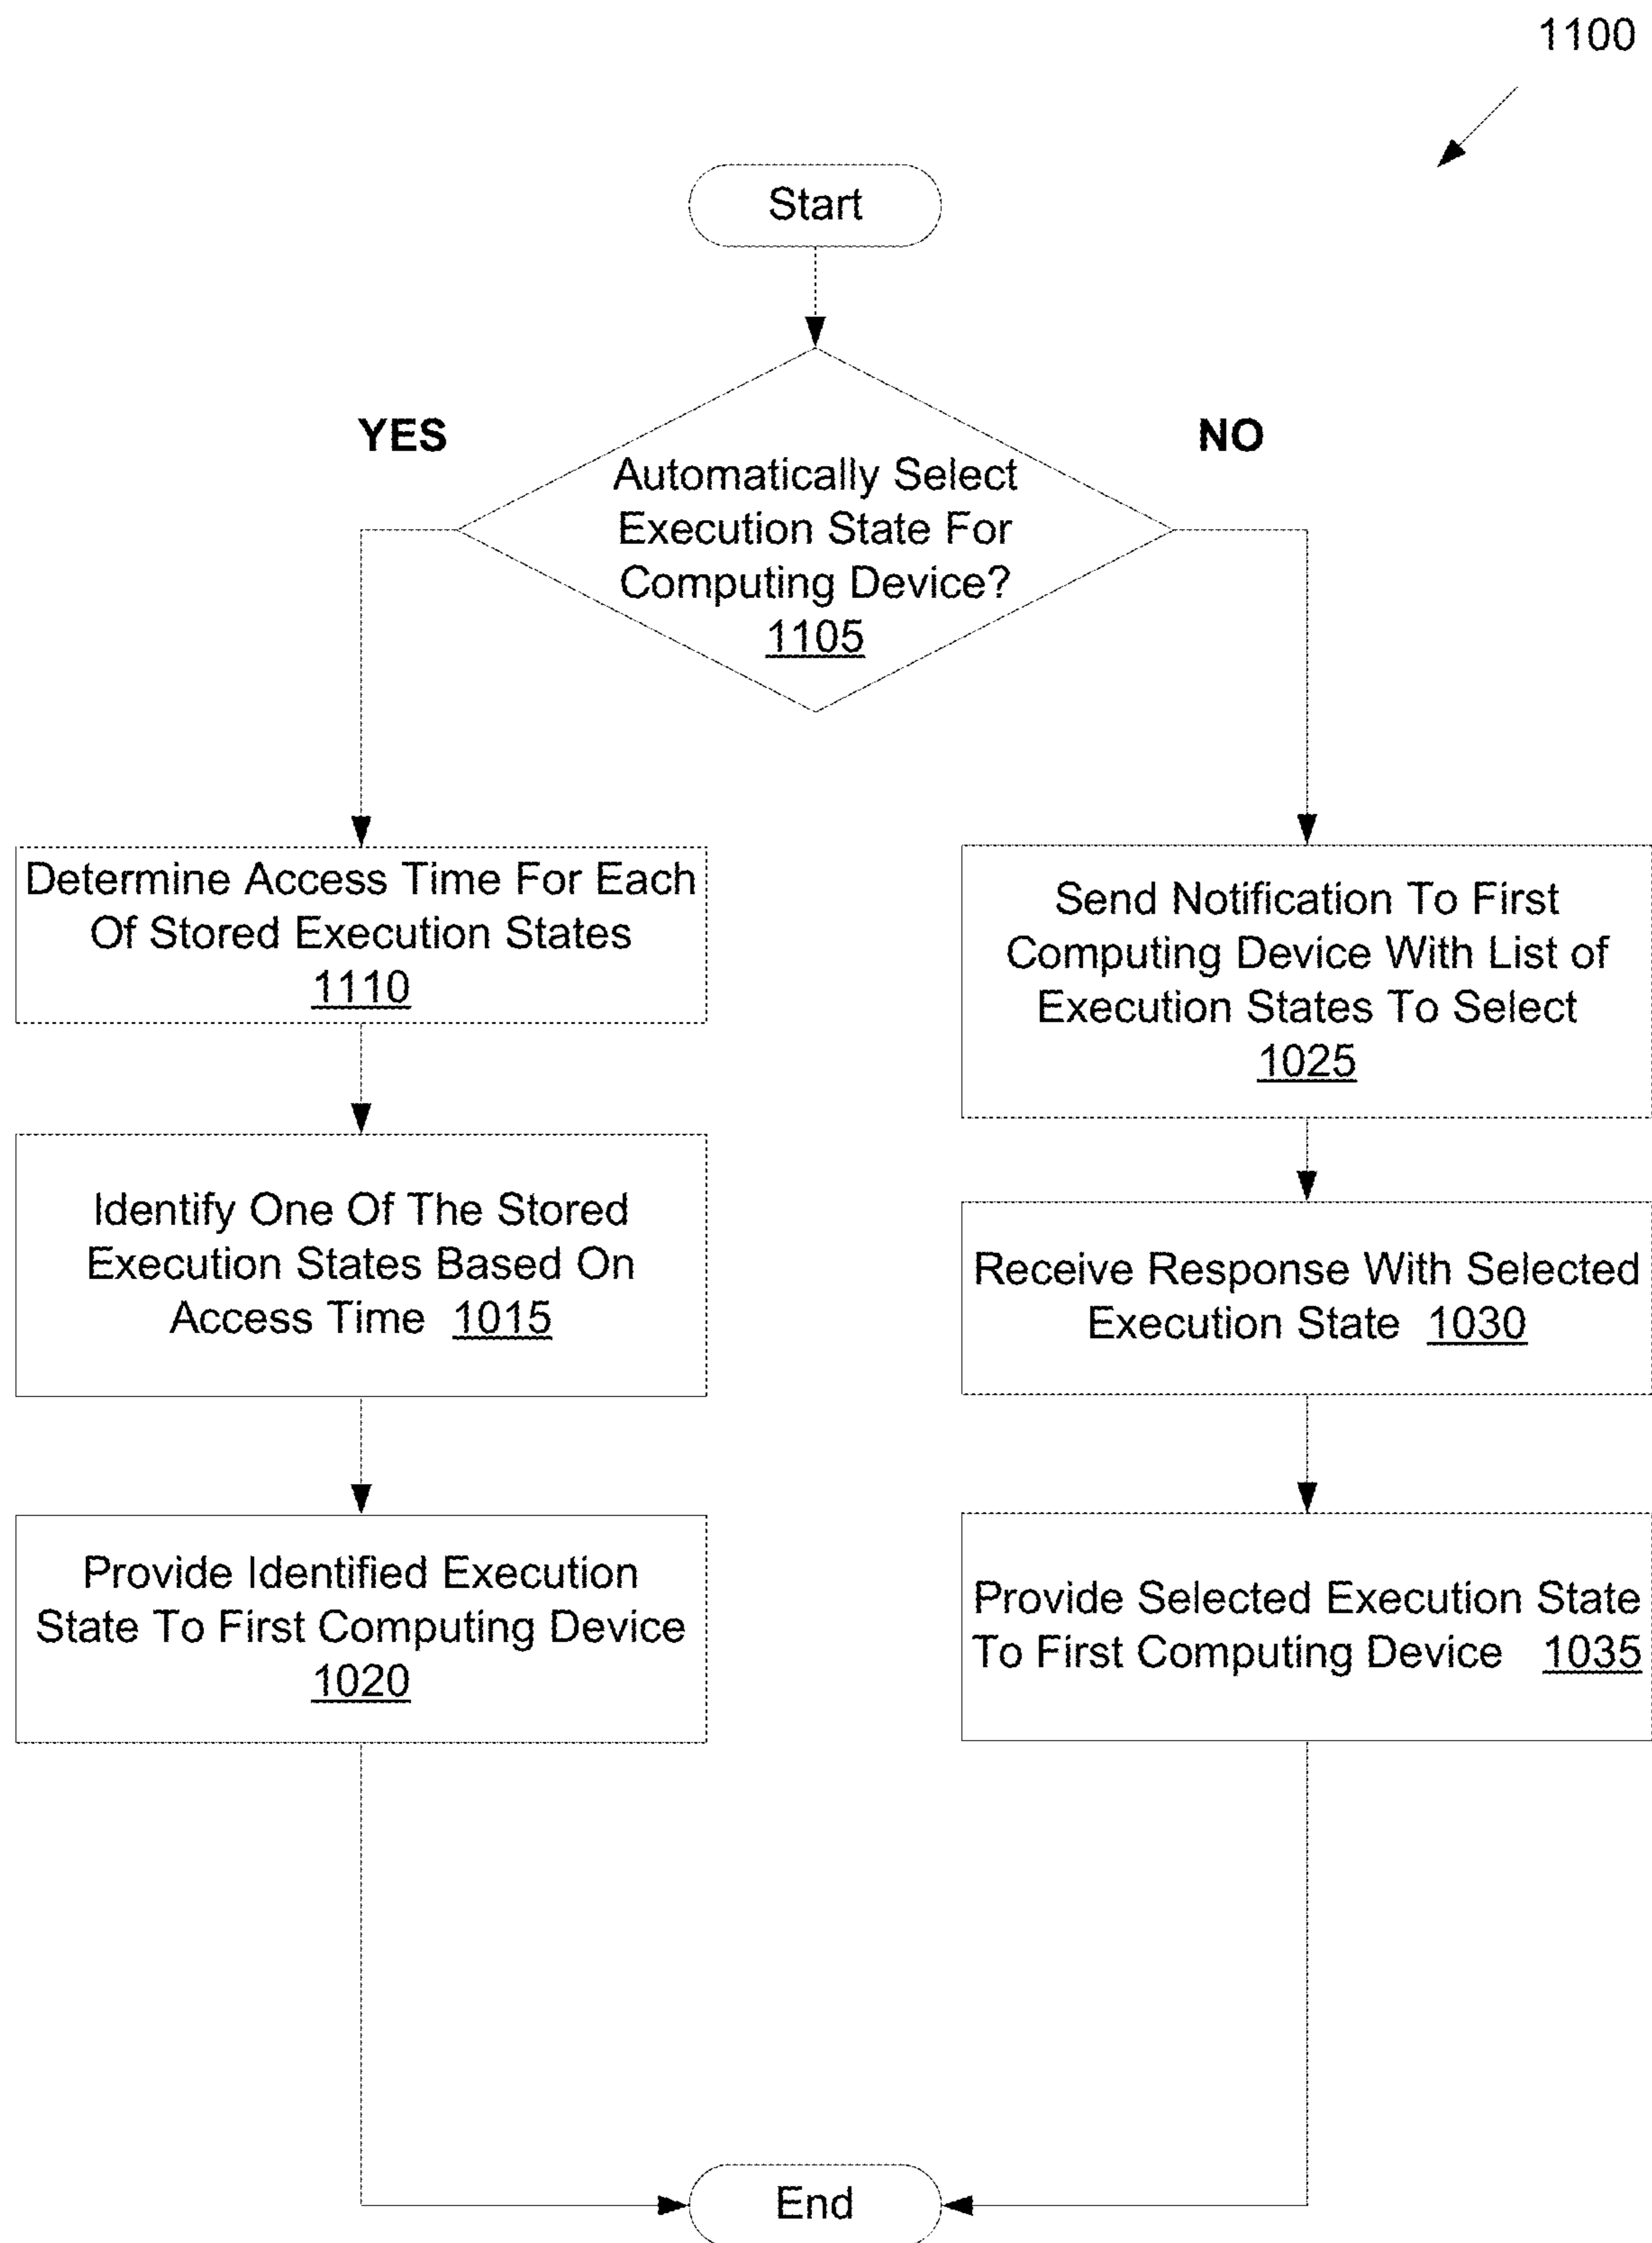 1100
Start
YES
NO
Automatically Select
Execution State For
Computing Device?
1105
Determine Access Time For Each
Of Stored Execution States
1110
Identify One Of The Stored
Execution States Based On
Access Time 1015
Provide Identified Execution
State To First Computing Device
1020
Send Notification To First
Computing Device With List of
Execution States To Select
1025
Receive Response With Selected
Execution State 1030
Provide Selected Execution State
To First Computing Device 1035
End